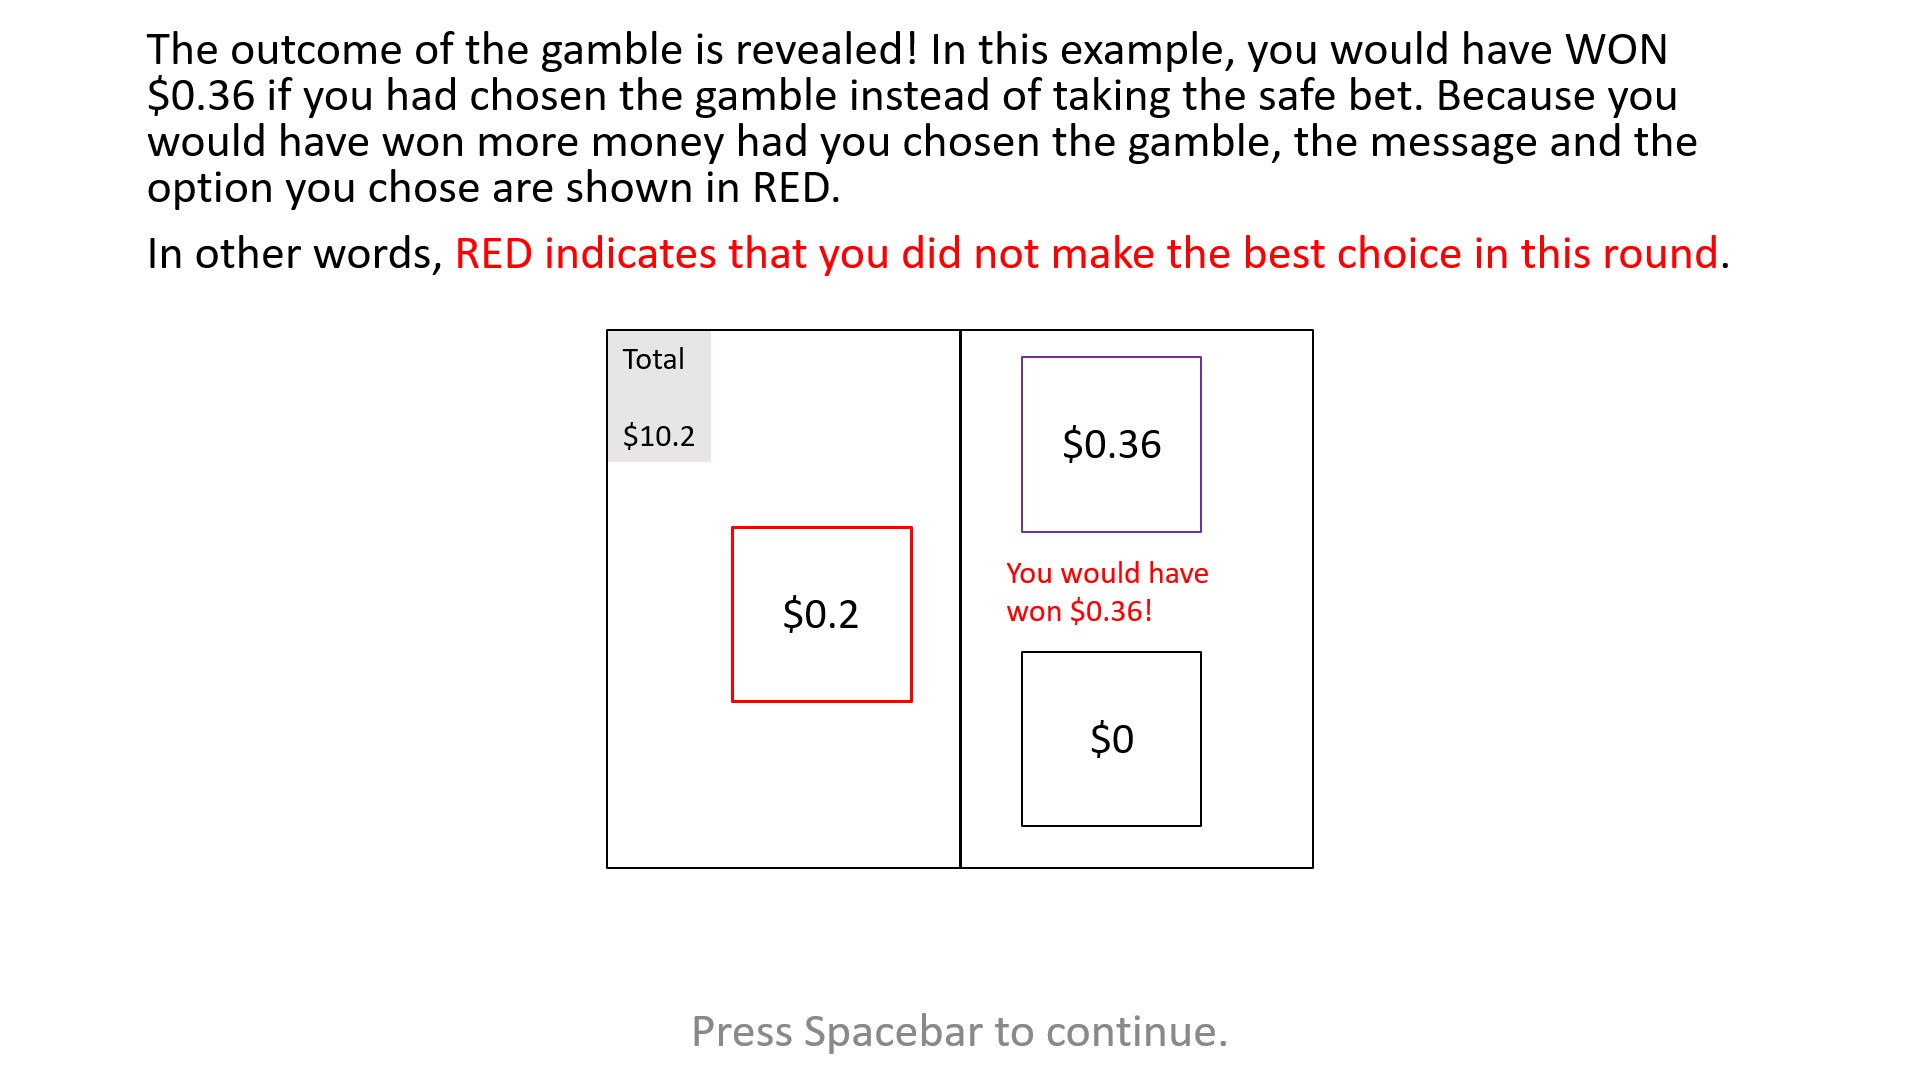 The outcome of the gamble is revealed! In this example, you would have WON
$0.36 if you had chosen the gamble instead of taking the safe bet. Because you
would have won more money had you chosen the gamble, the message and the
option you chose are shown in RED.
In other words, RED indicates that you did not make the best choice in this round.
Total
$10.2
$0.2
$0.36
You would have
won $0.36!
$0
Press Spacebar to continue.